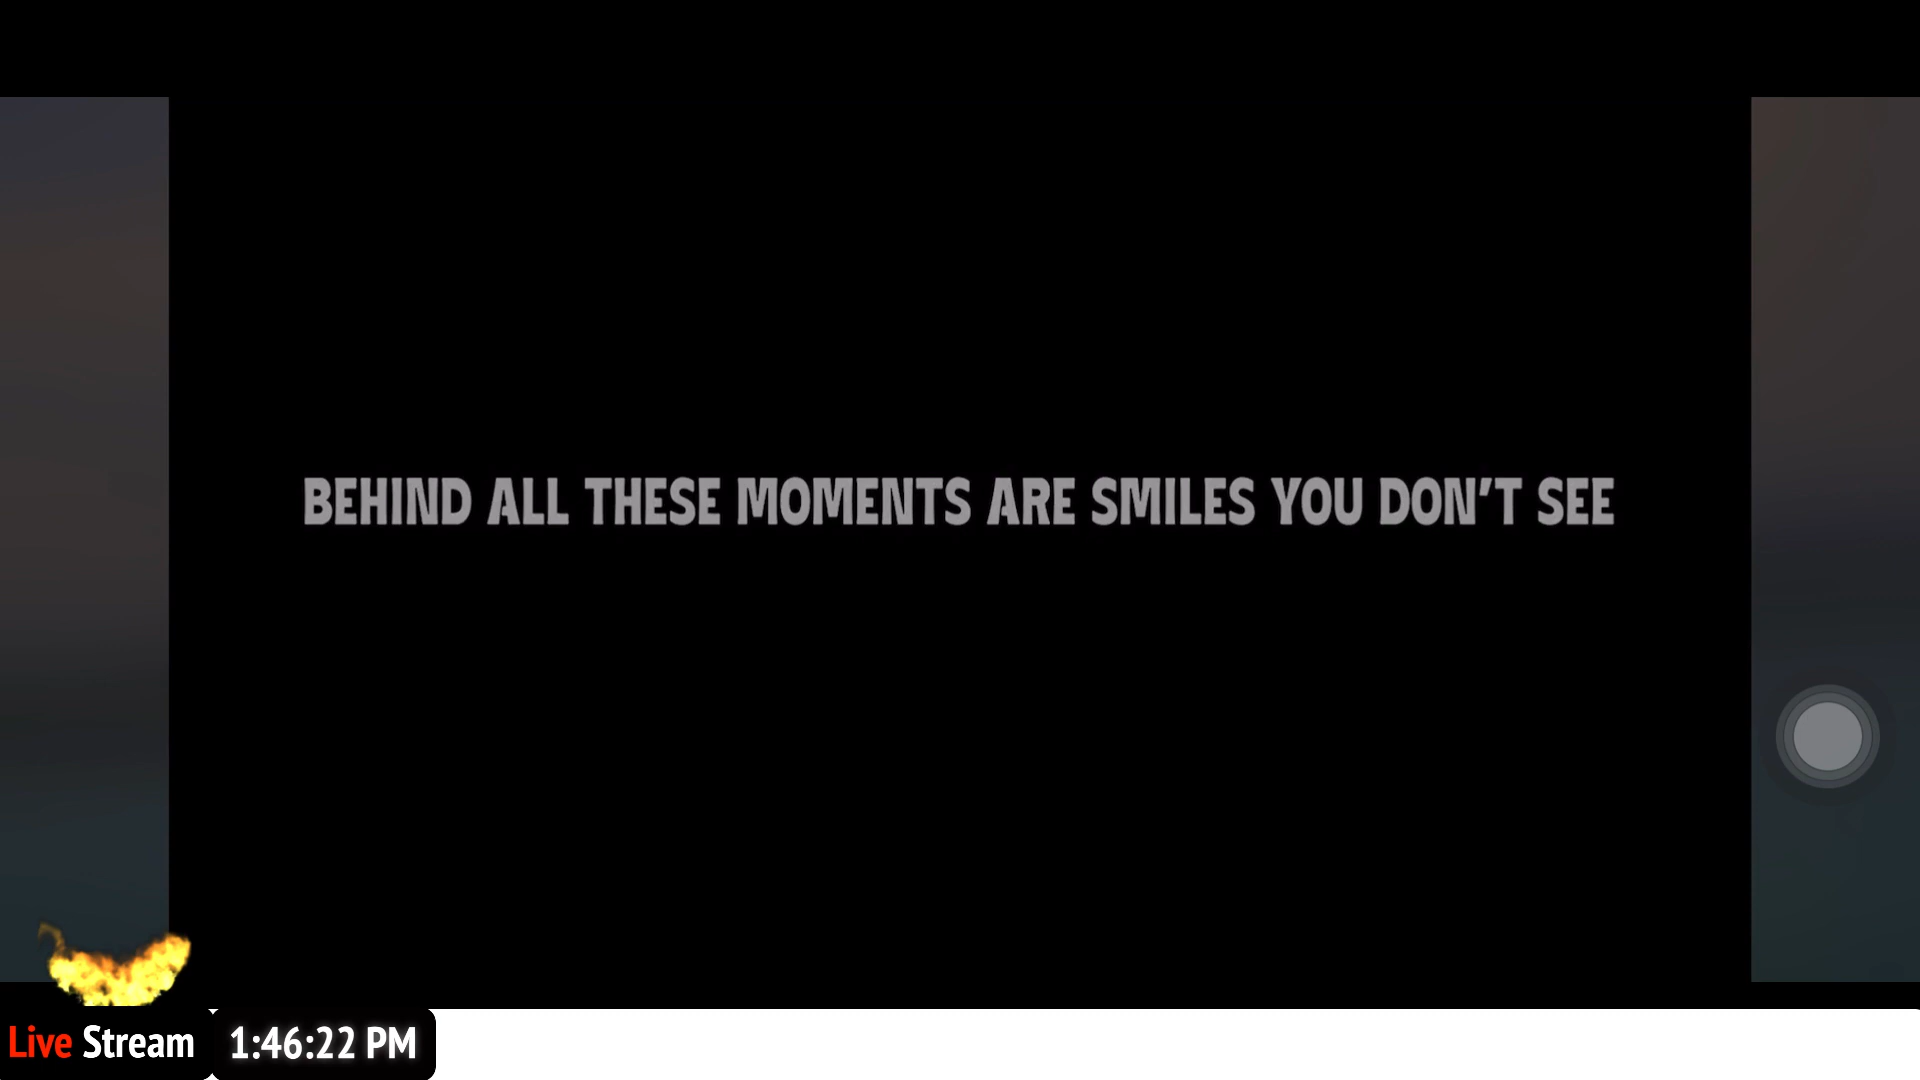 BEHIND ALL THESE MOMENTS ARE SMILES YOU DON’T SEE
Live Stream 1:46:22 PM